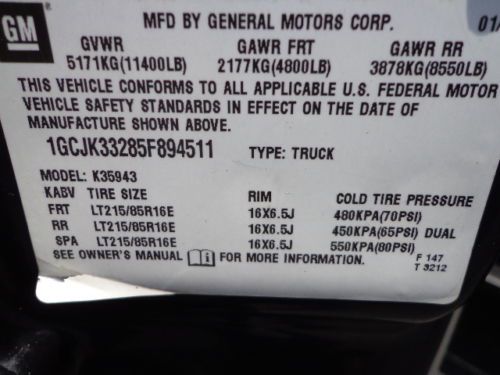 GM MFD BY GENERAL MOTORS CORP. 01/
GVWR GAWR FRT GAWR RR
5171KG(11400LB) 2177KG(4800LB) 3878KG(8550LB)
THIS VEHICLE CONFORMS TO ALL APPLICABLE U.S. FEDERAL MOTOR
VEHICLE SAFETY STANDARDS IN EFFECT ON THE DATE OF
MANUFACTURE SHOWN ABOVE.
1GCJK33285F894511 TYPE: TRUCK
MODEL: K35943
KABV TIRE SIZE RIM COLD TIRE PRESSURE
FRT LT215/85R16E 16X6.5J 480KPA(70PSI)
RR LT215/85R16E 16X6.5J 450KPA(65PSI) DUAL
SPA LT215/85R16E 16X6.5J 550KPA(80PSI)
SEE OWNER'S MANUAL FOR MORE INFORMATION. F 147
T 3212